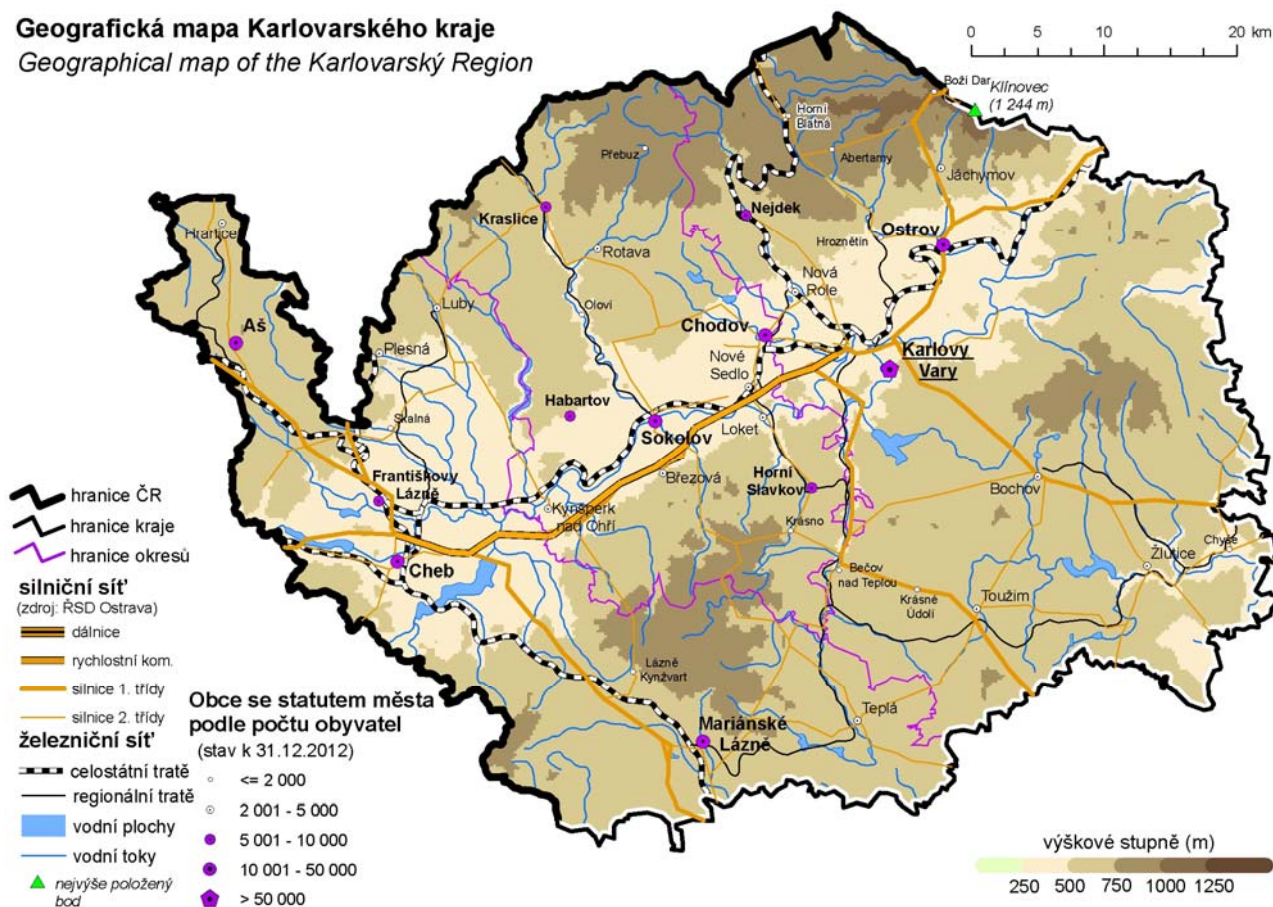 Geografická mapa Karlovarského kraje
Geographical map of the Karlovarský Region
0 5 10 20 km
Boží Dar
Klínovec
(1 244 m)
Horní
Blatná
Přebuz
Abertamy
Jáchymov
Kraslice
Nejdek
Ostrov
Hranice
Hroznětín
Rotava
Nová
Role
Luby
Oloví
Aš
Chodov
Plesná
Karlovy
Vary
Nové
Sedlo
Habartov
Skalná
Sokolov
Loket
Františkovy
Lázně
Březová
Horní
Slavkov
Bochov
Kynšperk
nad Ohří
Krásno
Chyše
Cheb
Žlutice
Bečov
nad Teplou
Krásné
Údolí
Toužim
Lázně
Kynžvart
Teplá
Mariánské
Lázně
hranice ČR
hranice kraje
hranice okresů
silniční síť
(zdroj: ŘSD Ostrava)
dálnice
rychlostní kom.
silnice 1. třídy
silnice 2. třídy
železniční síť
celostátní tratě
regionální tratě
vodní plochy
vodní toky
nejvýše položený
bod
Obce se statutem města
podle počtu obyvatel
(stav k 31.12.2012)
<= 2 000
2 001 - 5 000
5 001 - 10 000
10 001 - 50 000
> 50 000
výškové stupně (m)
250 500 750 1000 1250